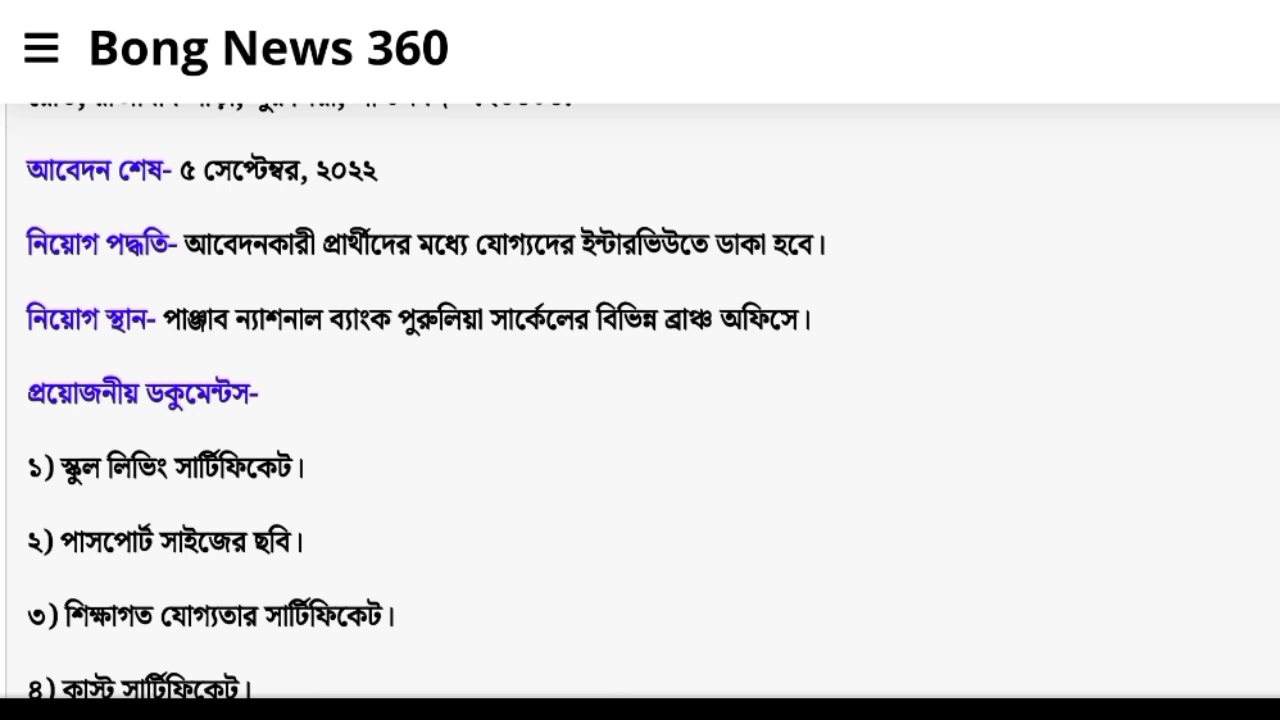 Bong News 360
আবেদন শেষ- ৫ সেপ্টেম্বর, ২০২২
নিয়োগ পদ্ধতি- আবেদনকারী প্রার্থীদের মধ্যে যোগ্যদের ইন্টারভিউতে ডাকা হবে।
নিয়োগ স্থান- পাঞ্জাব ন্যাশনাল ব্যাংক পুরুলিয়া সার্কেলের বিভিন্ন ব্রাঞ্চ অফিসে।
প্রয়োজনীয় ডকুমেন্টস-
১) স্কুল লিভিং সার্টিফিকেট।
২) পাসপোর্ট সাইজের ছবি।
৩) শিক্ষাগত যোগ্যতার সার্টিফিকেট।
৪) কাস্ট সার্টিফিকেট।